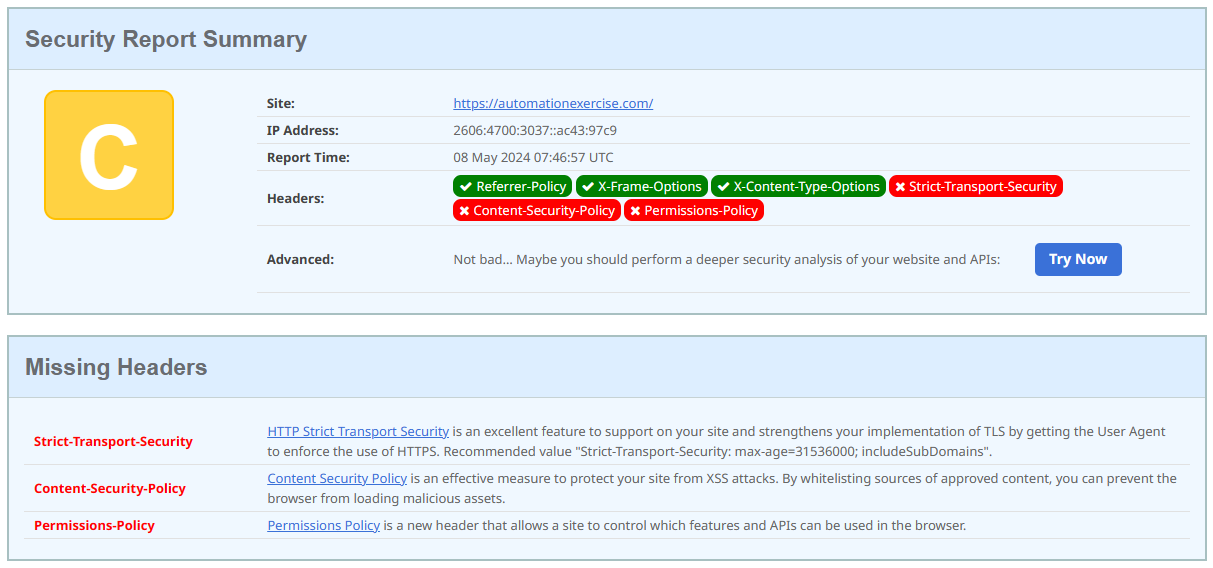 Security Report Summary
C
Site: https://automationexercise.com/
IP Address: 2606:4700:3037::ac43:97c9
Report Time: 08 May 2024 07:46:57 UTC
Headers: Referrer-Policy X-Frame-Options X-Content-Type-Options Strict-Transport-Security
Content-Security-Policy Permissions-Policy
Advanced: Not bad... Maybe you should perform a deeper security analysis of your website and APIs: Try Now
Missing Headers
Strict-Transport-Security HTTP Strict Transport Security is an excellent feature to support on your site and strengthens your implementation of TLS by getting the User Agent
to enforce the use of HTTPS. Recommended value "Strict-Transport-Security: max-age=31536000; includeSubDomains".
Content-Security-Policy Content Security Policy is an effective measure to protect your site from XSS attacks. By whitelisting sources of approved content, you can prevent the
browser from loading malicious assets.
Permissions-Policy Permissions Policy is a new header that allows a site to control which features and APIs can be used in the browser.